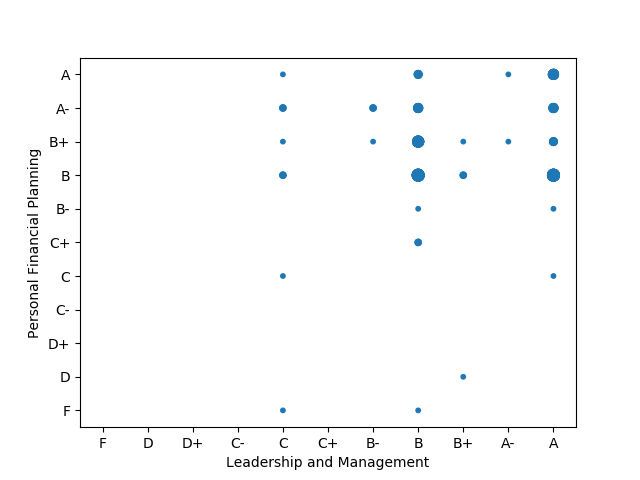 A
A-
B+
B
B-
C+
C
C-
D+
D
F
Personal Financial Planning
F D D+ C- C C+ B- B B+ A- A
Leadership and Management